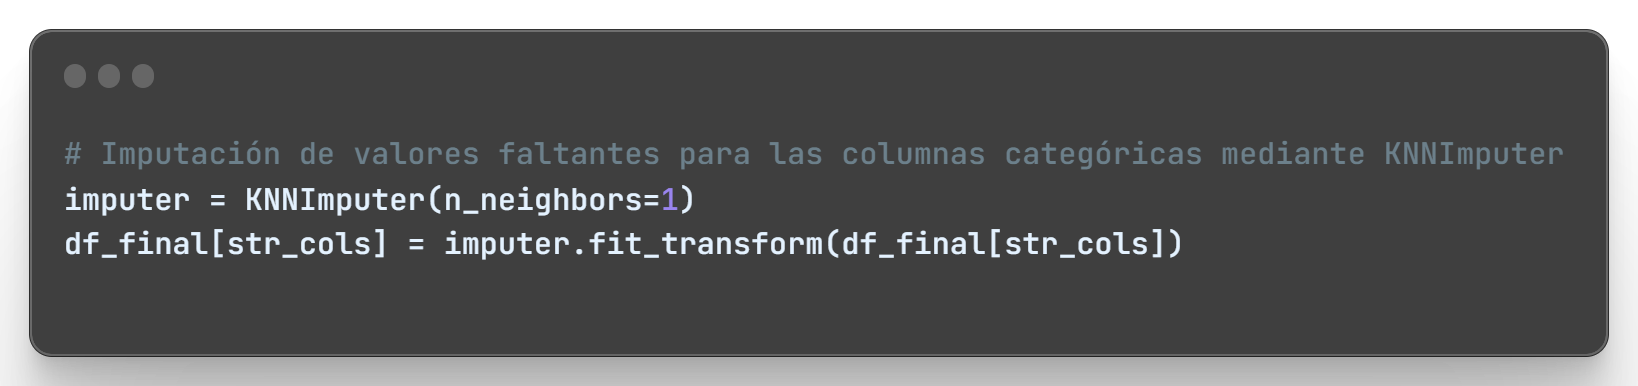 # Imputación de valores faltantes para las columnas categóricas mediante KNNImputer
imputer = KNNImputer(n_neighbors=1)
df_final[str_cols] = imputer.fit_transform(df_final[str_cols])